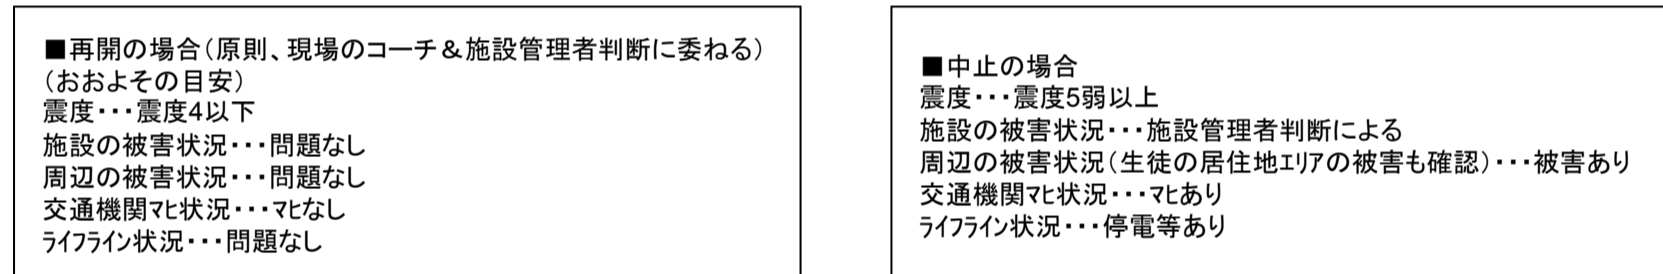 ■再開の場合(原則、現場のコーチ&施設管理者判断に委ねる)
(おおよその目安)
震度・・・震度4以下
施設の被害状況・・・問題なし
周辺の被害状況・・・問題なし
交通機関ﾏﾋ状況・・・ﾏﾋなし
ﾗｲﾌﾗｲﾝ状況・・・問題なし
■中止の場合
震度・・・震度5弱以上
施設の被害状況・・・施設管理者判断による
周辺の被害状況(生徒の居住地ｴﾘｱの被害も確認)・・・被害あり
交通機関ﾏﾋ状況・・・ﾏﾋあり
ﾗｲﾌﾗｲﾝ状況・・・停電等あり